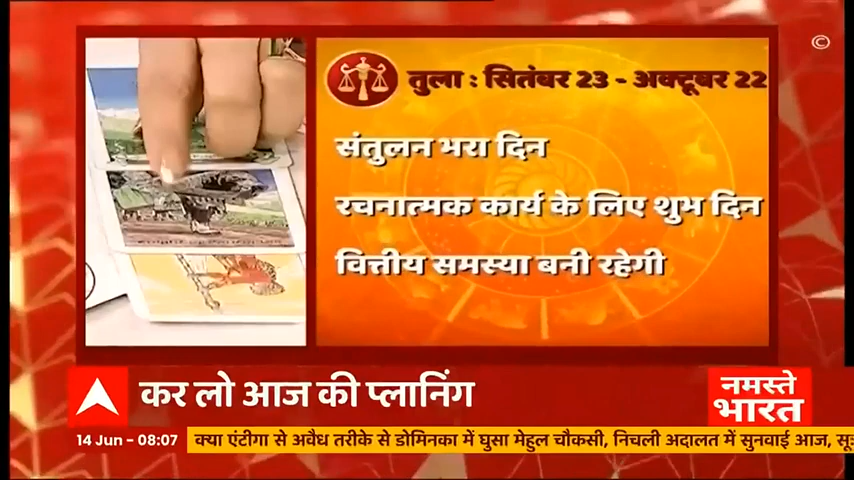 ©
तुला : सितंबर 23 - अक्टूबर 22
संतुलन भरा दिन
रचनात्मक कार्य के लिए शुभ दिन
वित्तीय समस्या बनी रहेगी
कर लो आज की प्लानिंग
नमस्ते
भारत
14 Jun - 08:07
क्या एंटीगा से अवैध तरीके से डोमिनका में घुसा मेहुल चौकसी, निचली अदालत में सुनवाई आज, सूत्र